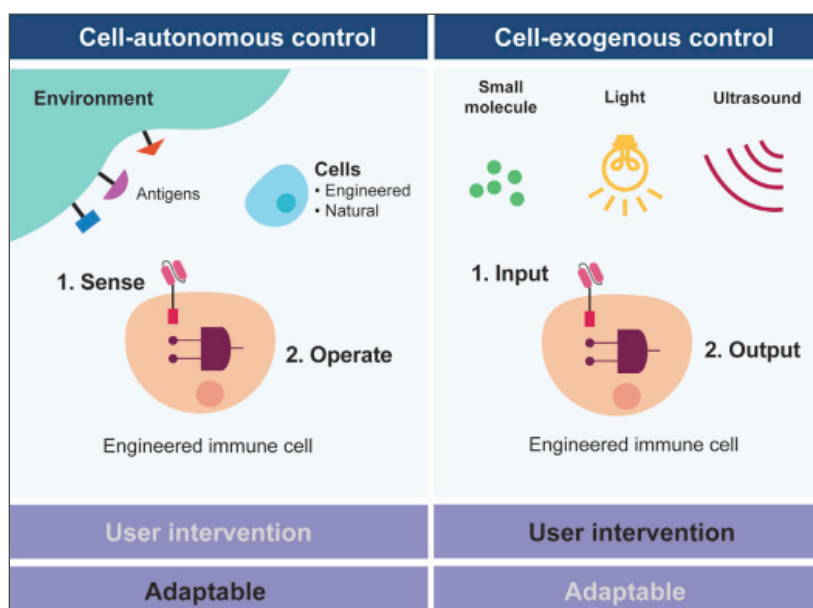 Cell-autonomous control
Environment
Antigens
Cells
• Engineered
• Natural
1. Sense
2. Operate
Engineered immune cell
User intervention
Adaptable
Cell-exogenous control
Small
molecule
Light
Ultrasound
1. Input
2. Output
Engineered immune cell
User intervention
Adaptable